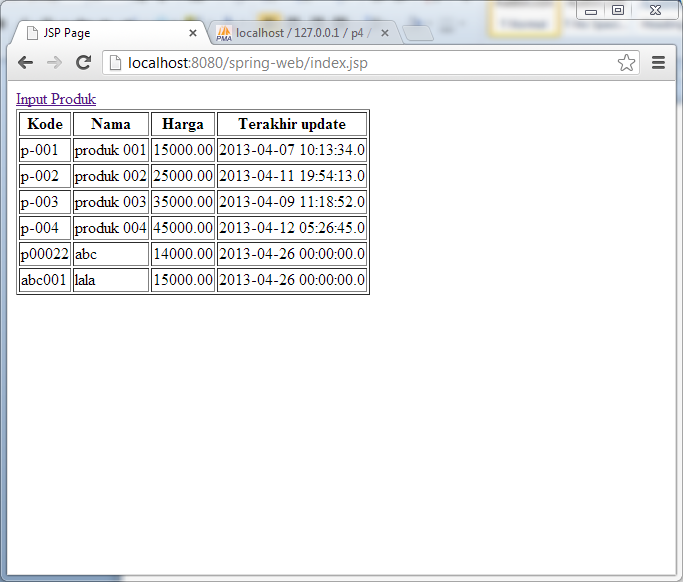 JSP Page
localhost / 127.0.0.1 / p4 /
localhost:8080/spring-web/index.jsp
Input Produk
Kode Nama Harga Terakhir update
p-001 produk 001 15000.00 2013-04-07 10:13:34.0
p-002 produk 002 25000.00 2013-04-11 19:54:13.0
p-003 produk 003 35000.00 2013-04-09 11:18:52.0
p-004 produk 004 45000.00 2013-04-12 05:26:45.0
p00022 abc 14000.00 2013-04-26 00:00:00.0
abc001 lala 15000.00 2013-04-26 00:00:00.0